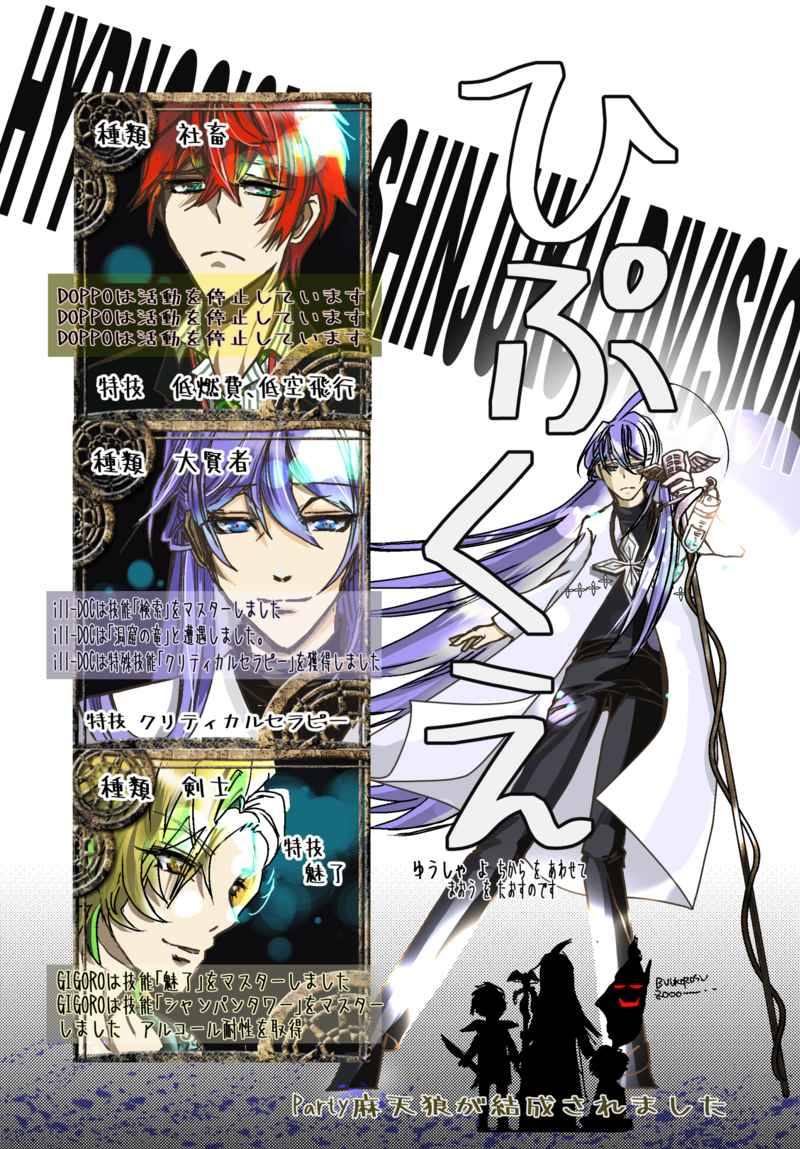 SHINJUKU DIVISION
ひぷくえ
種類 社畜
DOPPOは活動を停止しています
DOPPOは活動を停止しています
DOPPOは活動を停止しています
特技 低燃費、低空飛行
種類 大賢者
ill-DOCは技能「検索」をマスターしました
ill-DOCは「洞窟の竜」と遭遇しました。
ill-DOCは特殊技能「クリティカルセラピー」を獲得しました
特技 クリティカルセラピー
種類 剣士
特技
魅了
GIGOROは技能「魅了」をマスターしました
GIGOROは技能「シャンパンタワー」をマスター
しました アルコール耐性を取得
ゆうしゃ よ ちから を あわせて
まおう を たおすのです
Party麻天狼が結成されました